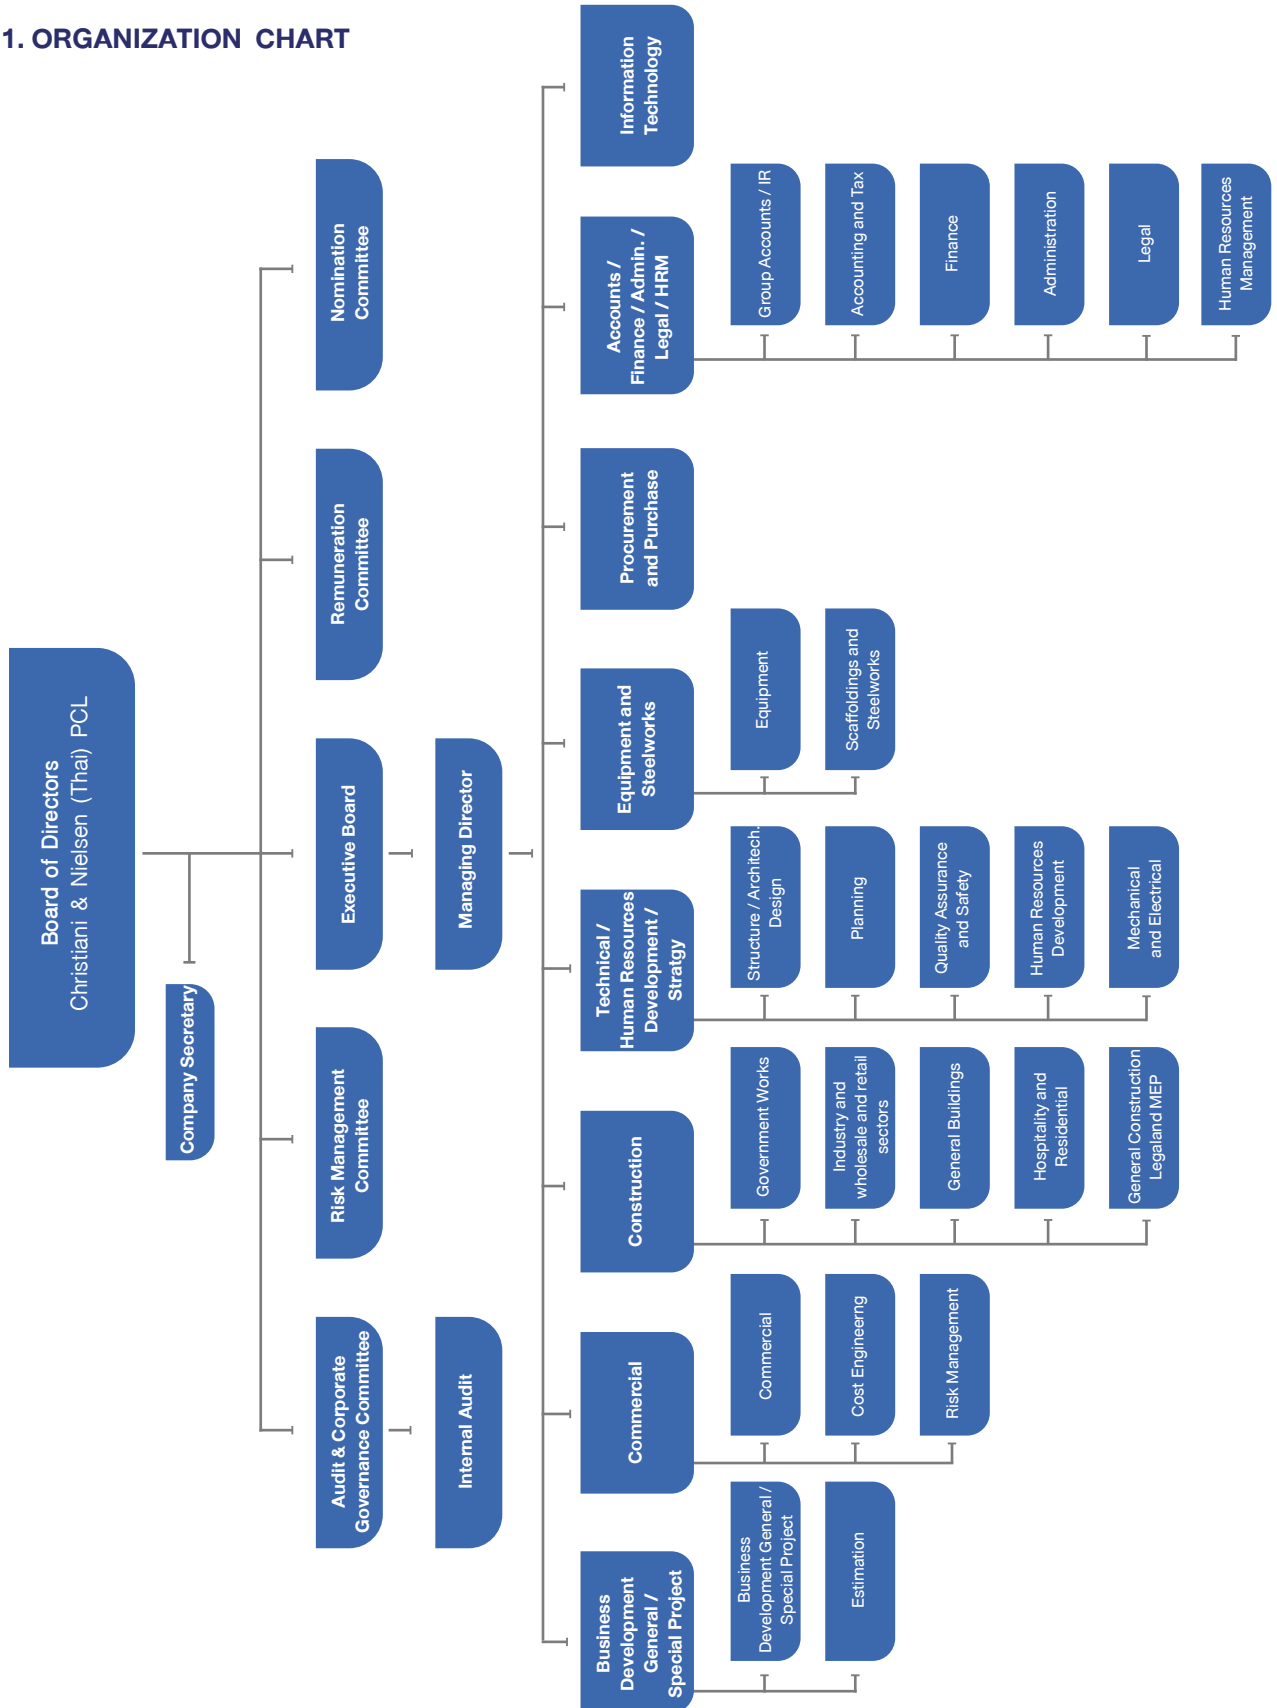 1. ORGANIZATION CHART
Board of Directors
Christiani & Nielsen (Thai) PCL
Company Secretary
Audit & Corporate
Governance Committee
Risk Management
Committee
Executive Board
Remuneration
Committee
Nomination
Committee
Internal Audit
Managing Director
Business
Development
General /
Special Project
Commercial
Construction
Technical /
Human Resources
Development /
Stratgy
Equipment and
Steelworks
Procurement
and Purchase
Accounts /
Finance / Admin. /
Legal / HRM
Information
Technology
Business
Development General /
Special Project
Estimation
Commercial
Cost Engineerng
Risk Management
Government Works
Industry and
wholesale and retail
sectors
General Buildings
Hospitality and
Residential
General Construction
Legaland MEP
Structure / Architech.
Design
Planning
Quality Assurance
and Safety
Human Resources
Development
Mechanical
and Electrical
Equipment
Scaffoldings and
Steelworks
Group Accounts / IR
Accounting and Tax
Finance
Administration
Legal
Human Resources
Management